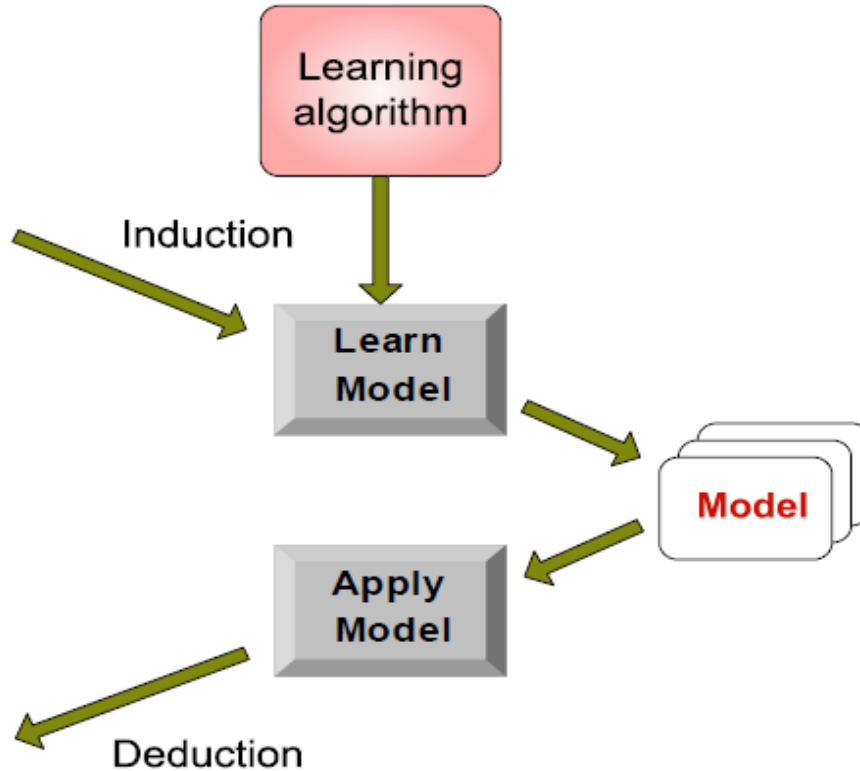 Learning
algorithm
Induction
Learn
Model
Model
Apply
Model
Deduction